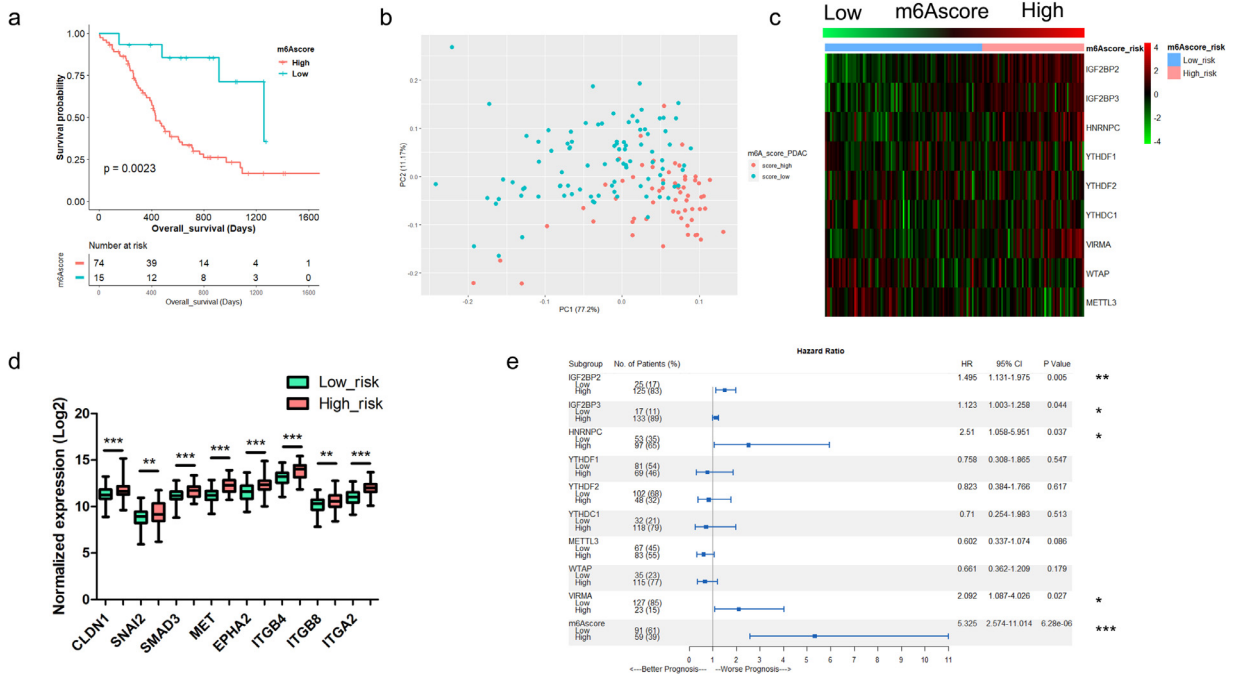 a
m6Ascore
High
Low
Survival probability
1.00
0.75
0.50
0.25
0.00
p = 0.0023
0 400 800 1200 1600
Overall_survival (Days)
Number at risk
m6Ascore
74 39 14 4 1
15 12 8 3 0
0 400 800 1200 1600
Overall_survival (Days)
b
PC2 (11.17%)
0.2
0.1
0.0
-0.1
-0.2
-0.2 -0.1 0.0 0.1
PC1 (77.2%)
m6A_score_PDAC
score_high
score_low
c
Low m6Ascore High
m6Ascore_risk
IGF2BP2
IGF2BP3
HNRNPC
YTHDF1
YTHDF2
YTHDC1
VIRMA
WTAP
METTL3
4
2
0
-2
-4
m6Ascore_risk
Low_risk
High_risk
d
Low_risk
High_risk
Normalized expression (Log2)
20
15
10
5
0
*** ** *** *** *** *** ** ***
CLDN1 SNAI2 SMAD3 MET EPHA2 ITGB4 ITGB8 ITGA2
e
Hazard Ratio
Subgroup No. of Patients (%) HR 95% CI P Value
IGF2BP2 1.495 1.131-1.975 0.005 **
Low 25 (17)
High 125 (83)
IGF2BP3 1.123 1.003-1.258 0.044 *
Low 17 (11)
High 133 (89)
HNRNPC 2.51 1.058-5.951 0.037 *
Low 53 (35)
High 97 (65)
YTHDF1 0.758 0.308-1.865 0.547
Low 81 (54)
High 69 (46)
YTHDF2 0.823 0.384-1.766 0.617
Low 102 (68)
High 48 (32)
YTHDC1 0.71 0.254-1.983 0.513
Low 32 (21)
High 118 (79)
METTL3 0.602 0.337-1.074 0.086
Low 67 (45)
High 83 (55)
WTAP 0.661 0.362-1.209 0.179
Low 35 (23)
High 115 (77)
VIRMA 2.092 1.087-4.026 0.027 *
Low 127 (85)
High 23 (15)
m6Ascore 5.325 2.574-11.014 6.28e-06 ***
Low 91 (61)
High 59 (39)
0 1 2 3 4 5 6 7 8 9 10 11
<---Better Prognosis--- --Worse Prognosis--->